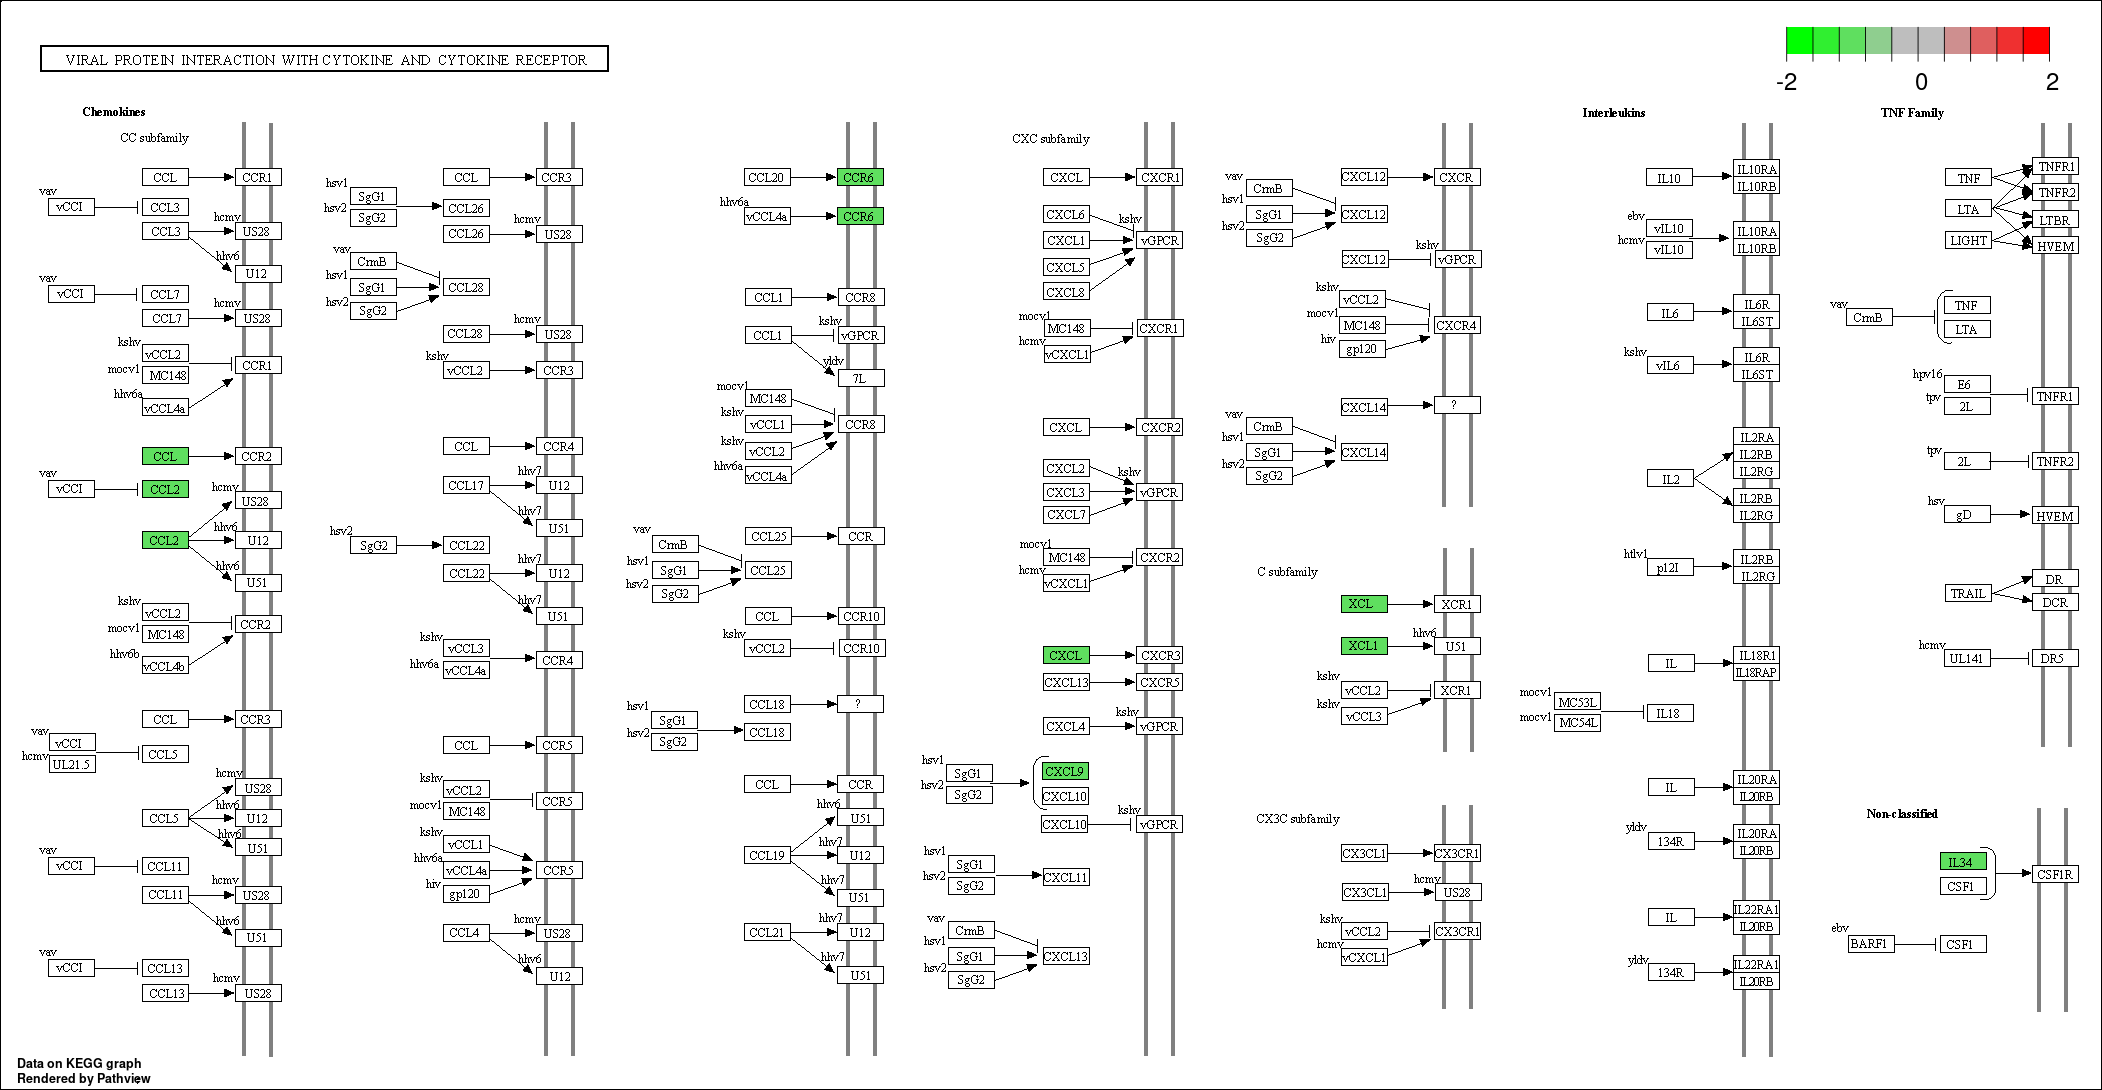 VIRAL PROTEIN INTERACTION WITH CYTOKINE AND CYTOKINE RECEPTOR
-2 0 2
Chemokines
CC subfamily
CCL CCR1
vav
vCCI CCL3
hcmv
CCL3 US28
hhv6
U12
vav
vCCI CCL7
hcmv
CCL7 US28
kshv
vCCL2
CCR1
mocv1
MC148
hhv6a
vCCL4a
CCL CCR2
vav
vCCI CCL2
hcmv
US28
hhv6
CCL2 U12
hhv6
U51
kshv
vCCL2
CCR2
mocv1
MC148
hhv6b
vCCL4b
CCL CCR3
vav
vCCI
CCL5
hcmv
UL21.5
hcmv
US28
hhv6
CCL5 U12
hhv6
U51
vav
vCCI CCL11
hcmv
CCL11 US28
hhv6
U51
vav
vCCI CCL13
hcmv
CCL13 US28
CCL CCR3
hsv1
SgG1
CCL26
hsv2
SgG2
hcmv
CCL26 US28
vav
CrmB
hsv1
SgG1 CCL28
hsv2
SgG2
hcmv
CCL28 US28
kshv
vCCL2 CCR3
CCL CCR4
hhv7
CCL17 U12
hhv7
U51
hsv2
SgG2 CCL22
hhv7
CCL22 U12
hhv7
U51
kshv
vCCL3
CCR4
hhv6a
vCCL4a
CCL CCR5
kshv
vCCL2
CCR5
mocv1
MC148
kshv
vCCL1
hhv6a
vCCL4a CCR5
hiv
gp120
hcmv
CCL4 US28
hhv6
U12
CCL20 CCR6
hhv6a
vCCL4a CCR6
CCL1 CCR8
kshv
CCL1 vGPCR
yldv
7L
mocv1
MC148
kshv
vCCL1 CCR8
kshv
vCCL2
hhv6a
vCCL4a
CCL25 CCR
vav
CrmB
hsv1
SgG1 CCL25
hsv2
SgG2
CCL CCR10
kshv
vCCL2 CCR10
CCL18 ?
hsv1
SgG1
CCL18
hsv2
SgG2
CCL CCR
hhv6
U51
hhv7
CCL19 U12
hhv7
U51
hhv7
CCL21 U12
hhv7
U51
CXC subfamily
CXCL CXCR1
CXCL6
kshv
CXCL1 vGPCR
CXCL5
CXCL8
mocv1
MC148 CXCR1
hcmv
vCXCL1
CXCL CXCR2
CXCL2
kshv
CXCL3 vGPCR
CXCL7
mocv1
MC148 CXCR2
hcmv
vCXCL1
CXCL CXCR3
CXCL13 CXCR5
kshv
CXCL4 vGPCR
hsv1
SgG1 CXCL9
hsv2
SgG2 CXCL10
kshv
CXCL10 vGPCR
hsv1
SgG1
CXCL11
hsv2
SgG2
vav
CrmB
hsv1
SgG1 CXCL13
hsv2
SgG2
CXCL12 CXCR
vav
CrmB
hsv1
SgG1 CXCL12
hsv2
SgG2
kshv
CXCL12 vGPCR
kshv
vCCL2
mocv1
MC148 CXCR4
hiv
gp120
CXCL14 ?
vav
CrmB
hsv1
SgG1 CXCL14
hsv2
SgG2
C subfamily
XCL XCR1
hhv6
XCL1 U51
kshv
vCCL2 XCR1
kshv
vCCL3
CX3C subfamily
CX3CL1 CX3CR1
hcmv
CX3CL1 US28
kshv
vCCL2 CX3CR1
hcmv
vCXCL1
Interleukins
IL10 IL10RA
IL10RB
ebv
vIL10 IL10RA
hcmv
vIL10 IL10RB
IL6 IL6R
IL6ST
kshv
vIL6 IL6R
IL6ST
IL2RA
IL2RB
IL2RG
IL2
IL2RB
IL2RG
htlv1
p12I IL2RB
IL2RG
IL IL18R1
IL18RAP
mocv1
MC53L
IL18
mocv1
MC54L
IL IL20RA
IL20RB
yldv
134R IL20RA
IL20RB
IL IL22RA1
IL20RB
yldv
134R IL22RA1
IL20RB
TNF Family
TNF TNFR1
TNFR2
LTA LTBR
LIGHT HVEM
vav
CrmB TNF
LTA
hpv16
E6
TNFR1
tpv
2L
tpv
2L TNFR2
hsv
gD HVEM
TRAIL DR
DCR
hcmv
UL141 DR5
Non-classified
IL34
CSF1R
CSF1
ebv
BARF1 CSF1
Data on KEGG graph
Rendered by Pathview